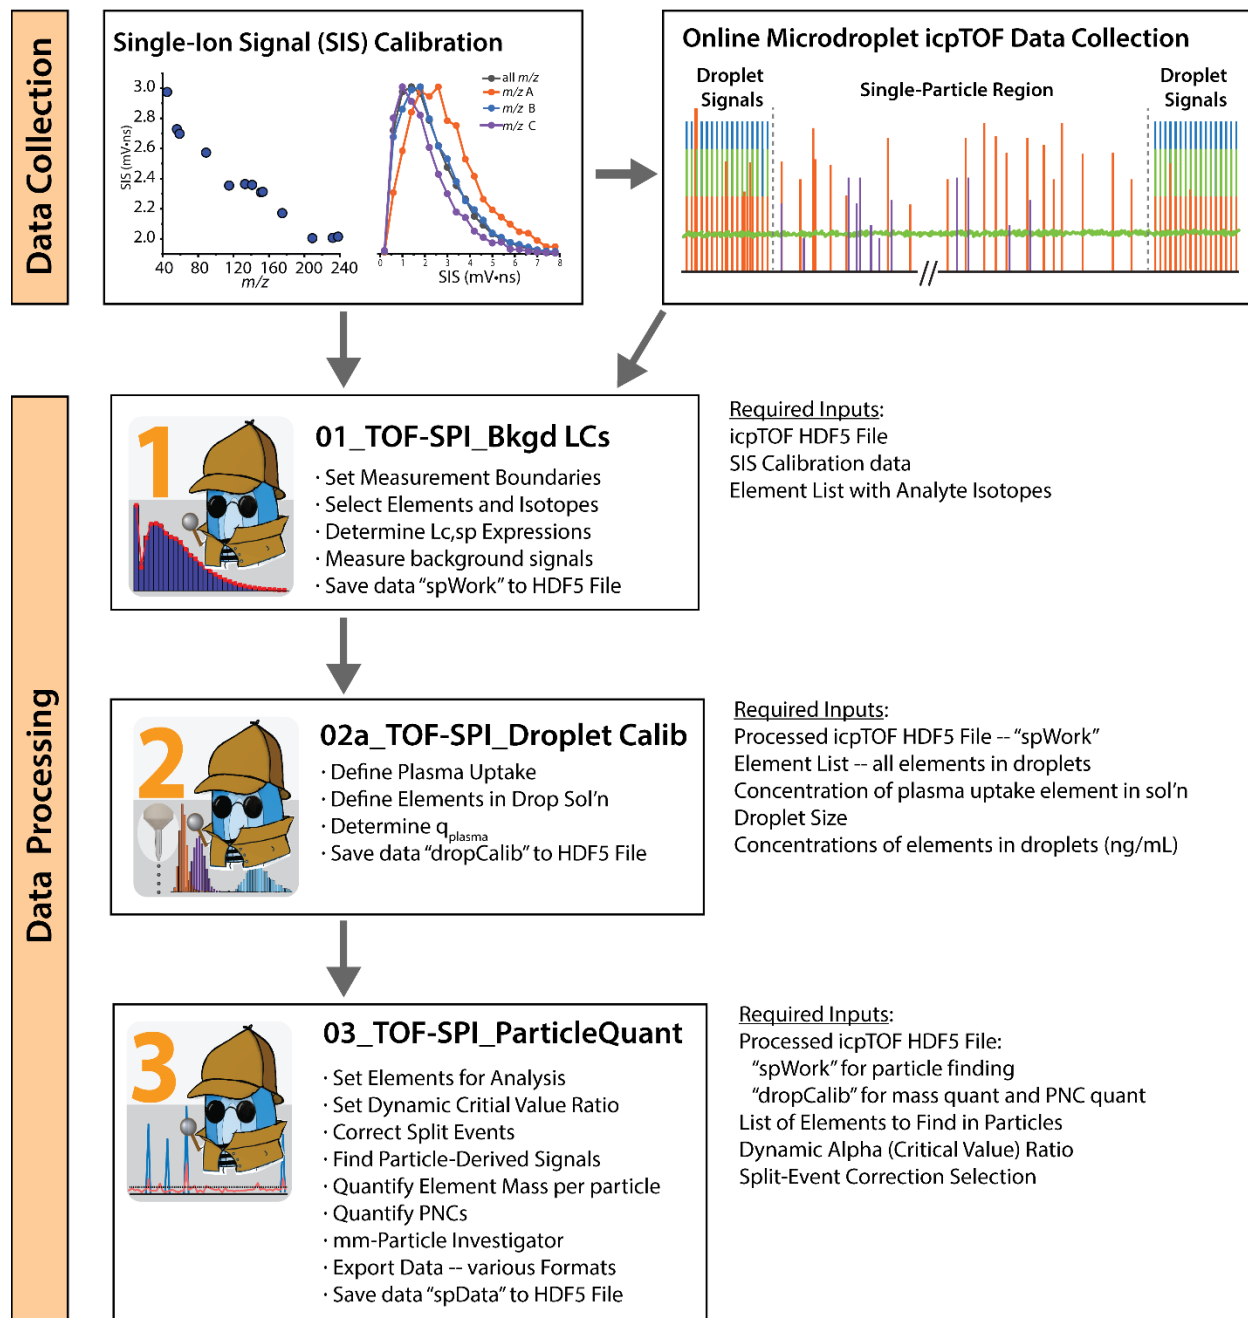 Data Collection
Single-Ion Signal (SIS) Calibration
SIS (mV•ns)
3.0
2.8
2.6
2.4
2.2
2.0
40
80
120
160
200
240
m/z
all m/z
m/z A
m/z B
m/z C
0
1
2
3
4
5
6
7
8
SIS (mV•ns)
Online Microdroplet icpTOF Data Collection
Droplet
Signals
Single-Particle Region
Droplet
Signals
//
Data Processing
1
01_TOF-SPI_Bkgd LCs
· Set Measurement Boundaries
· Select Elements and Isotopes
· Determine Lc,sp Expressions
· Measure background signals
· Save data “spWork” to HDF5 File
Required Inputs:
icpTOF HDF5 File
SIS Calibration data
Element List with Analyte Isotopes
2
02a_TOF-SPI_Droplet Calib
· Define Plasma Uptake
· Define Elements in Drop Sol’n
· Determine qplasma
· Save data “dropCalib” to HDF5 File
Required Inputs:
Processed icpTOF HDF5 File -- “spWork”
Element List -- all elements in droplets
Concentration of plasma uptake element in sol’n
Droplet Size
Concentrations of elements in droplets (ng/mL)
3
03_TOF-SPI_ParticleQuant
· Set Elements for Analysis
· Set Dynamic Critial Value Ratio
· Correct Split Events
· Find Particle-Derived Signals
· Quantify Element Mass per particle
· Quantify PNCs
· mm-Particle Investigator
· Export Data -- various Formats
· Save data “spData” to HDF5 File
Required Inputs:
Processed icpTOF HDF5 File:
“spWork” for particle finding
“dropCalib” for mass quant and PNC quant
List of Elements to Find in Particles
Dynamic Alpha (Critical Value) Ratio
Split-Event Correction Selection